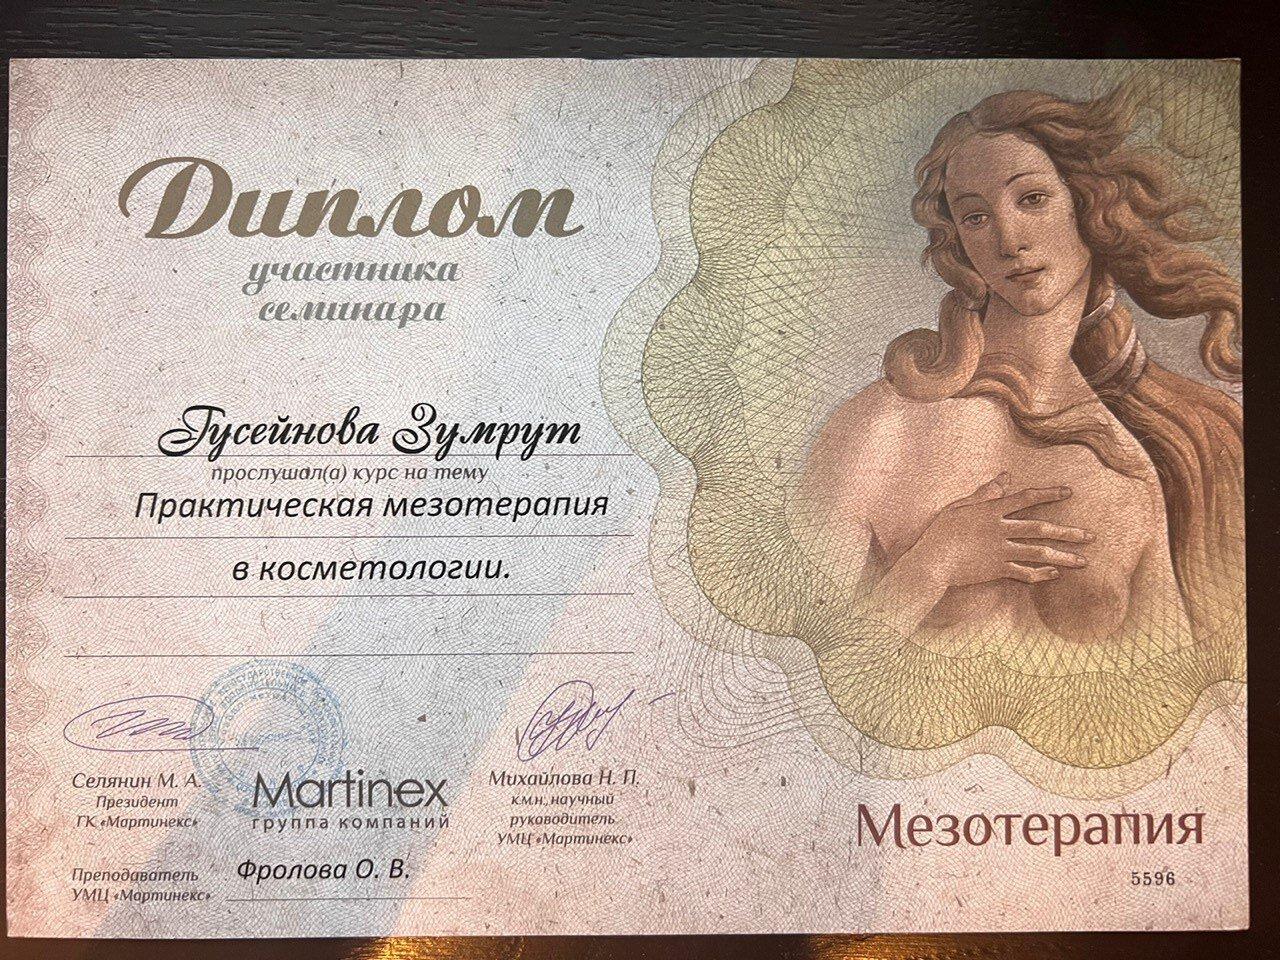 Диплом
участника
семинара
Гусейнова Зумрут
прослушал(а) курс на тему
Практическая мезотерапия
в косметологии.
Селянин М. А.
Президент
ГК «Мартинекс»
Martinex
группа компаний
Михайлова Н. П.
к.м.н, научный
руководитель
УМЦ «Мартинекс»
Преподаватель
УМЦ «Мартинекс»
Фролова О. В.
Мезотерапия
5596